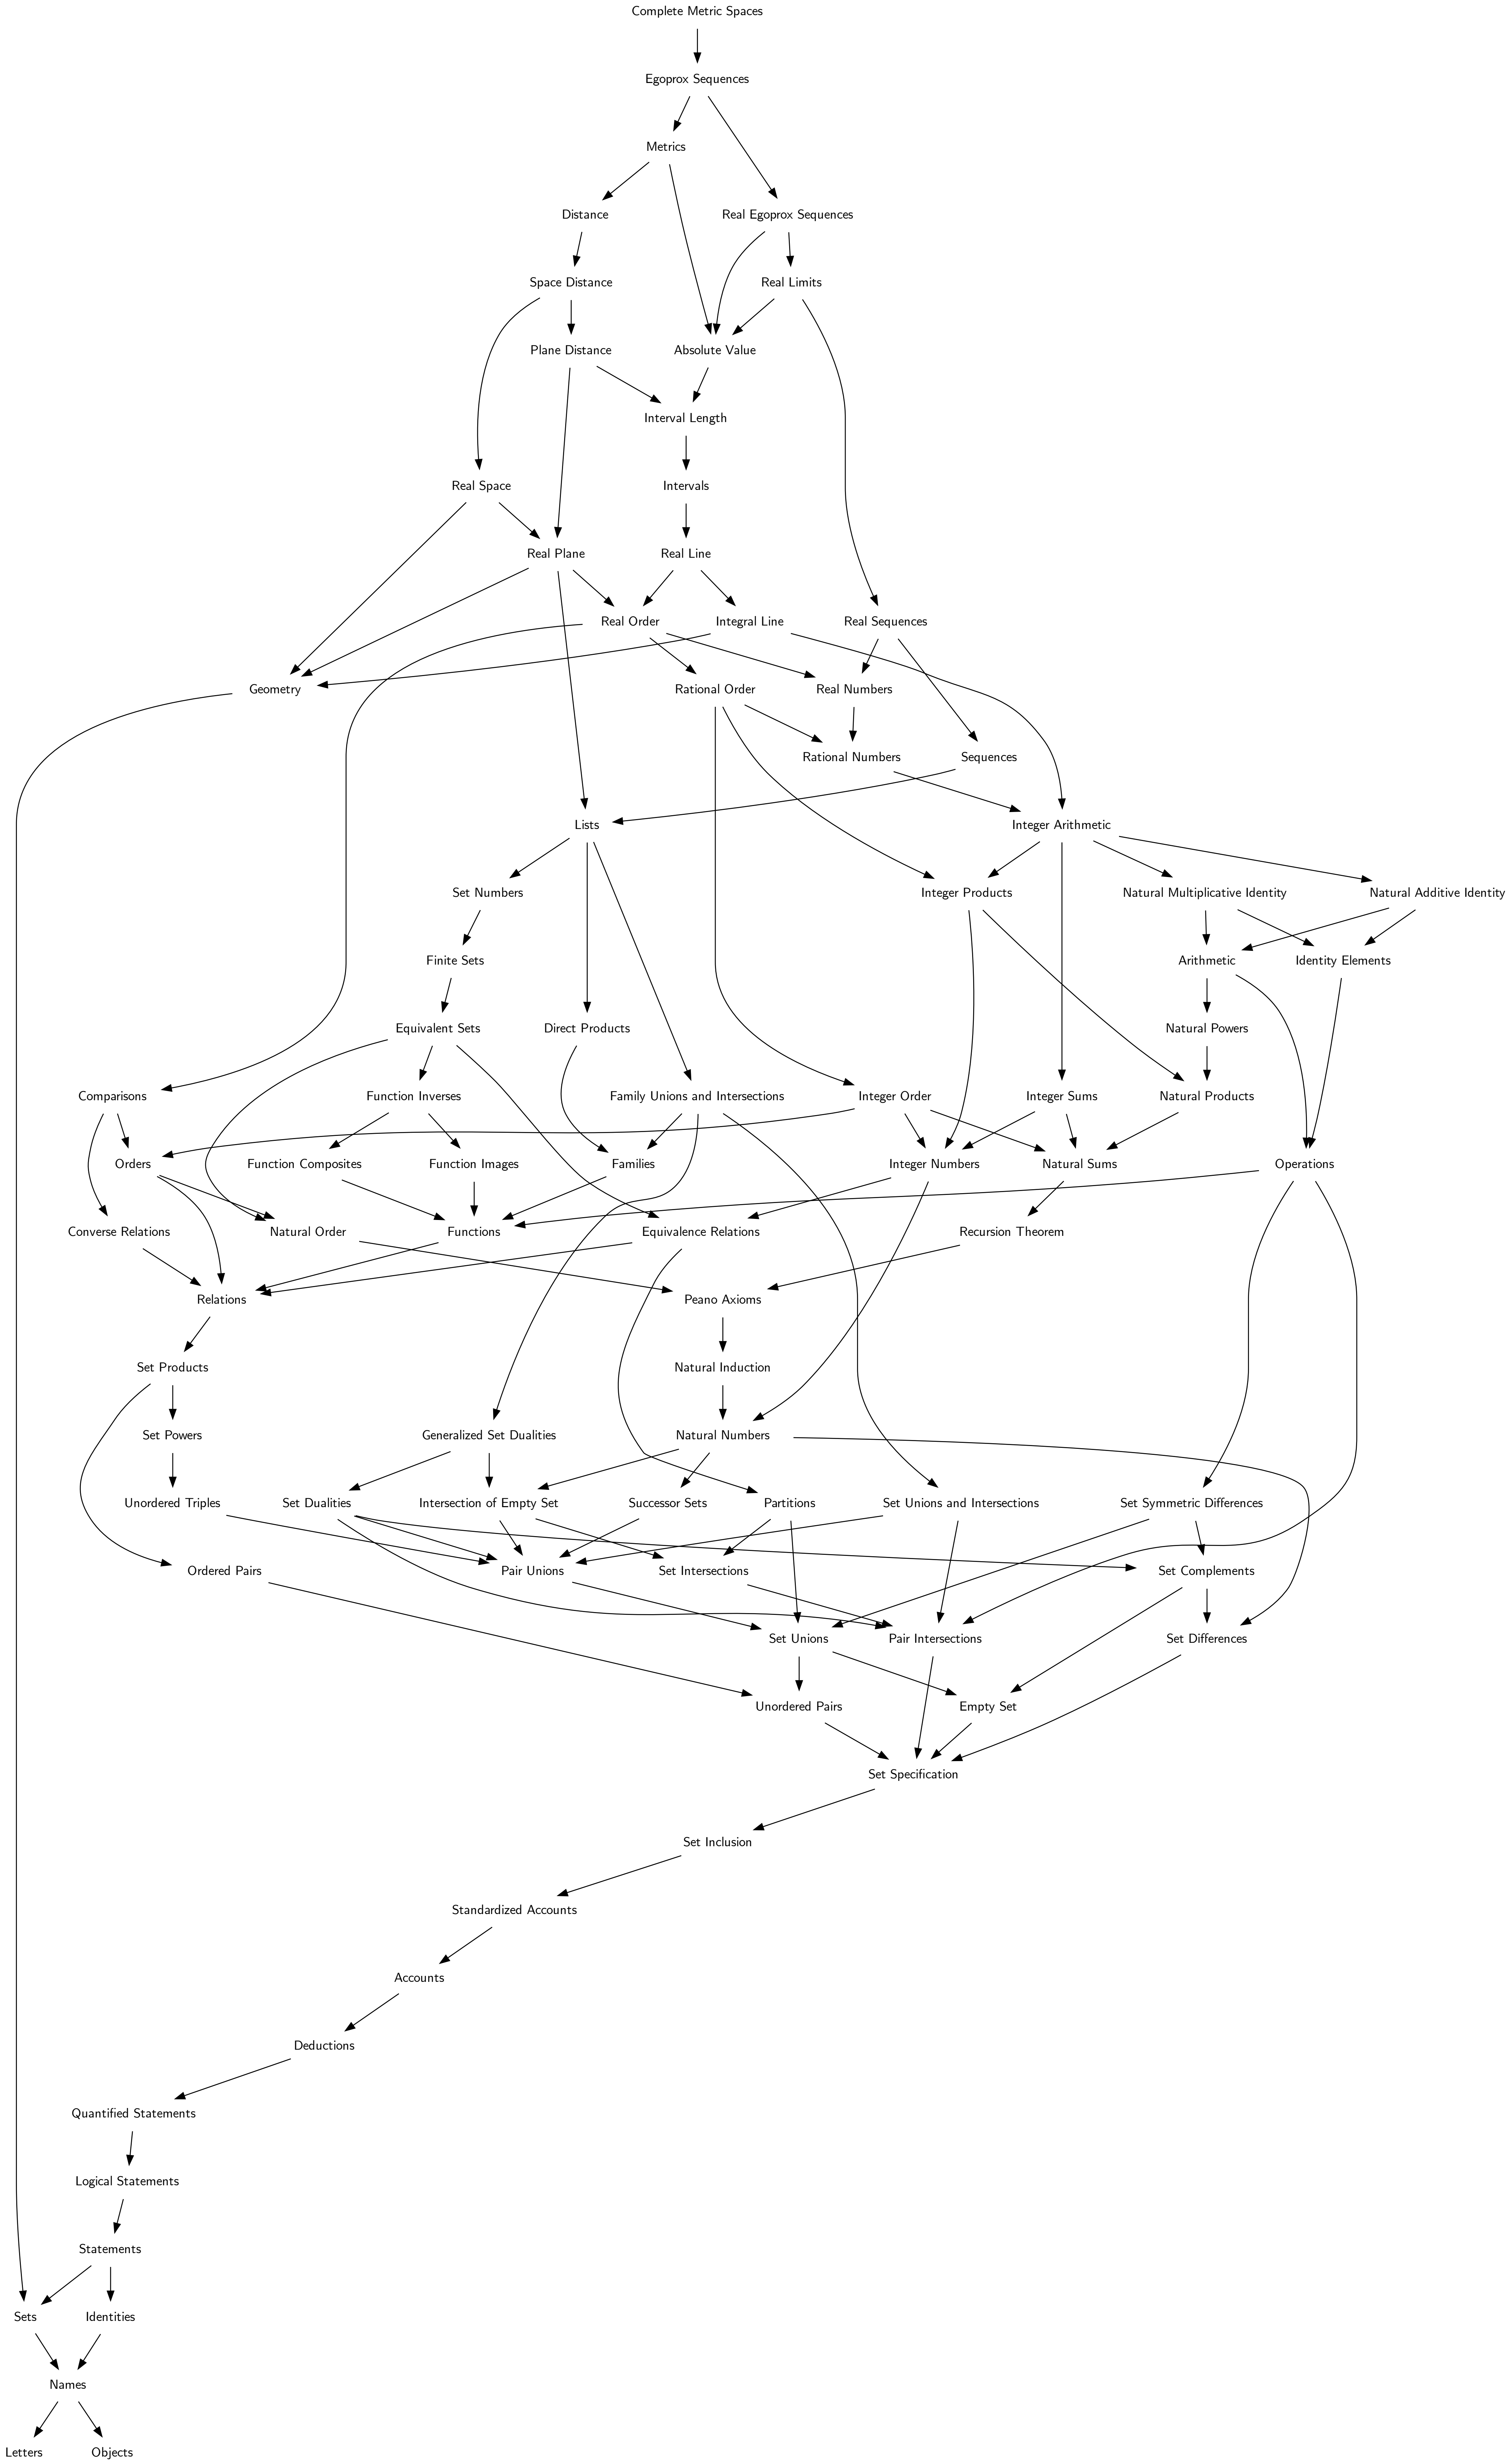 Complete Metric Spaces
Egoprox Sequences
Metrics
Distance
Real Egoprox Sequences
Space Distance
Real Limits
Plane Distance
Absolute Value
Interval Length
Real Space
Intervals
Real Plane
Real Line
Real Order
Integral Line
Real Sequences
Geometry
Rational Order
Real Numbers
Rational Numbers
Sequences
Lists
Integer Arithmetic
Set Numbers
Integer Products
Natural Multiplicative Identity
Natural Additive Identity
Finite Sets
Arithmetic
Identity Elements
Equivalent Sets
Direct Products
Natural Powers
Comparisons
Function Inverses
Family Unions and Intersections
Integer Order
Integer Sums
Natural Products
Orders
Function Composites
Function Images
Families
Integer Numbers
Natural Sums
Operations
Converse Relations
Natural Order
Functions
Equivalence Relations
Recursion Theorem
Relations
Peano Axioms
Set Products
Natural Induction
Set Powers
Generalized Set Dualities
Natural Numbers
Unordered Triples
Set Dualities
Intersection of Empty Set
Successor Sets
Partitions
Set Unions and Intersections
Set Symmetric Differences
Ordered Pairs
Pair Unions
Set Intersections
Set Complements
Set Unions
Pair Intersections
Set Differences
Unordered Pairs
Empty Set
Set Specification
Set Inclusion
Standardized Accounts
Accounts
Deductions
Quantified Statements
Logical Statements
Statements
Sets
Identities
Names
Letters
Objects